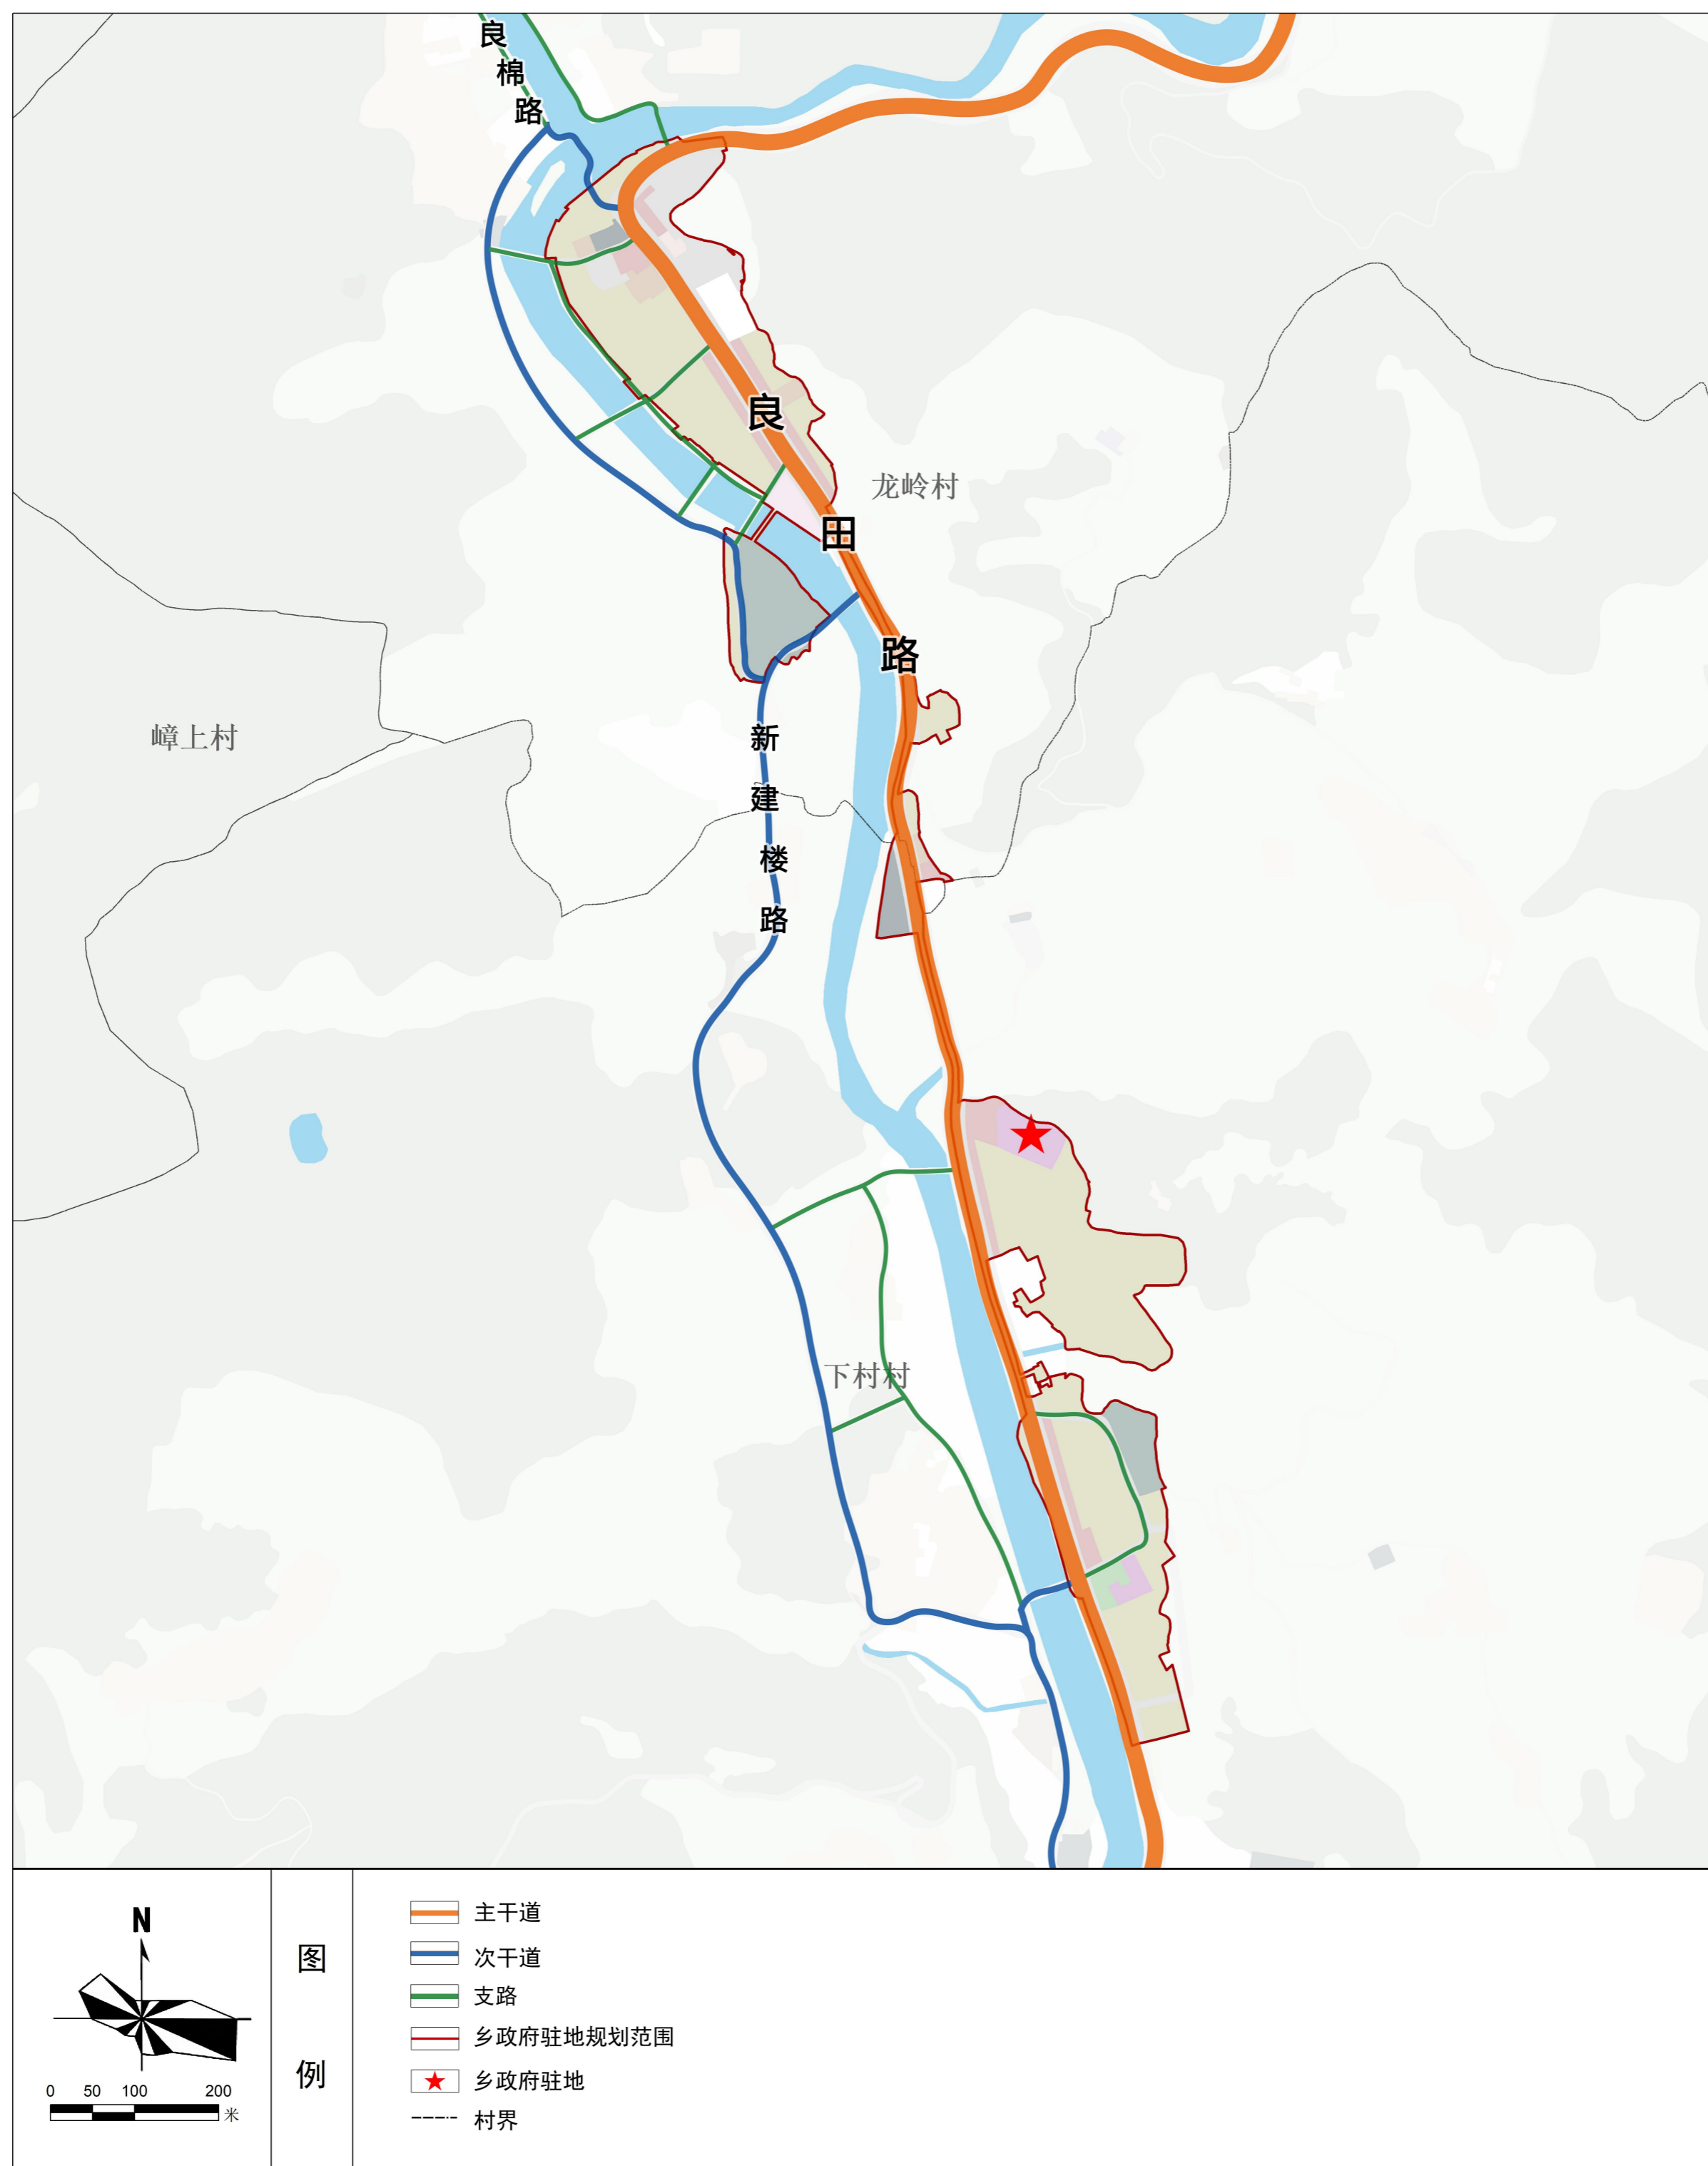 良棉路
良田路
龙岭村
嶂上村
新建楼路
下村村
N
0 50 100 200
米
图例
主干道
次干道
支路
乡政府驻地规划范围
乡政府驻地
村界